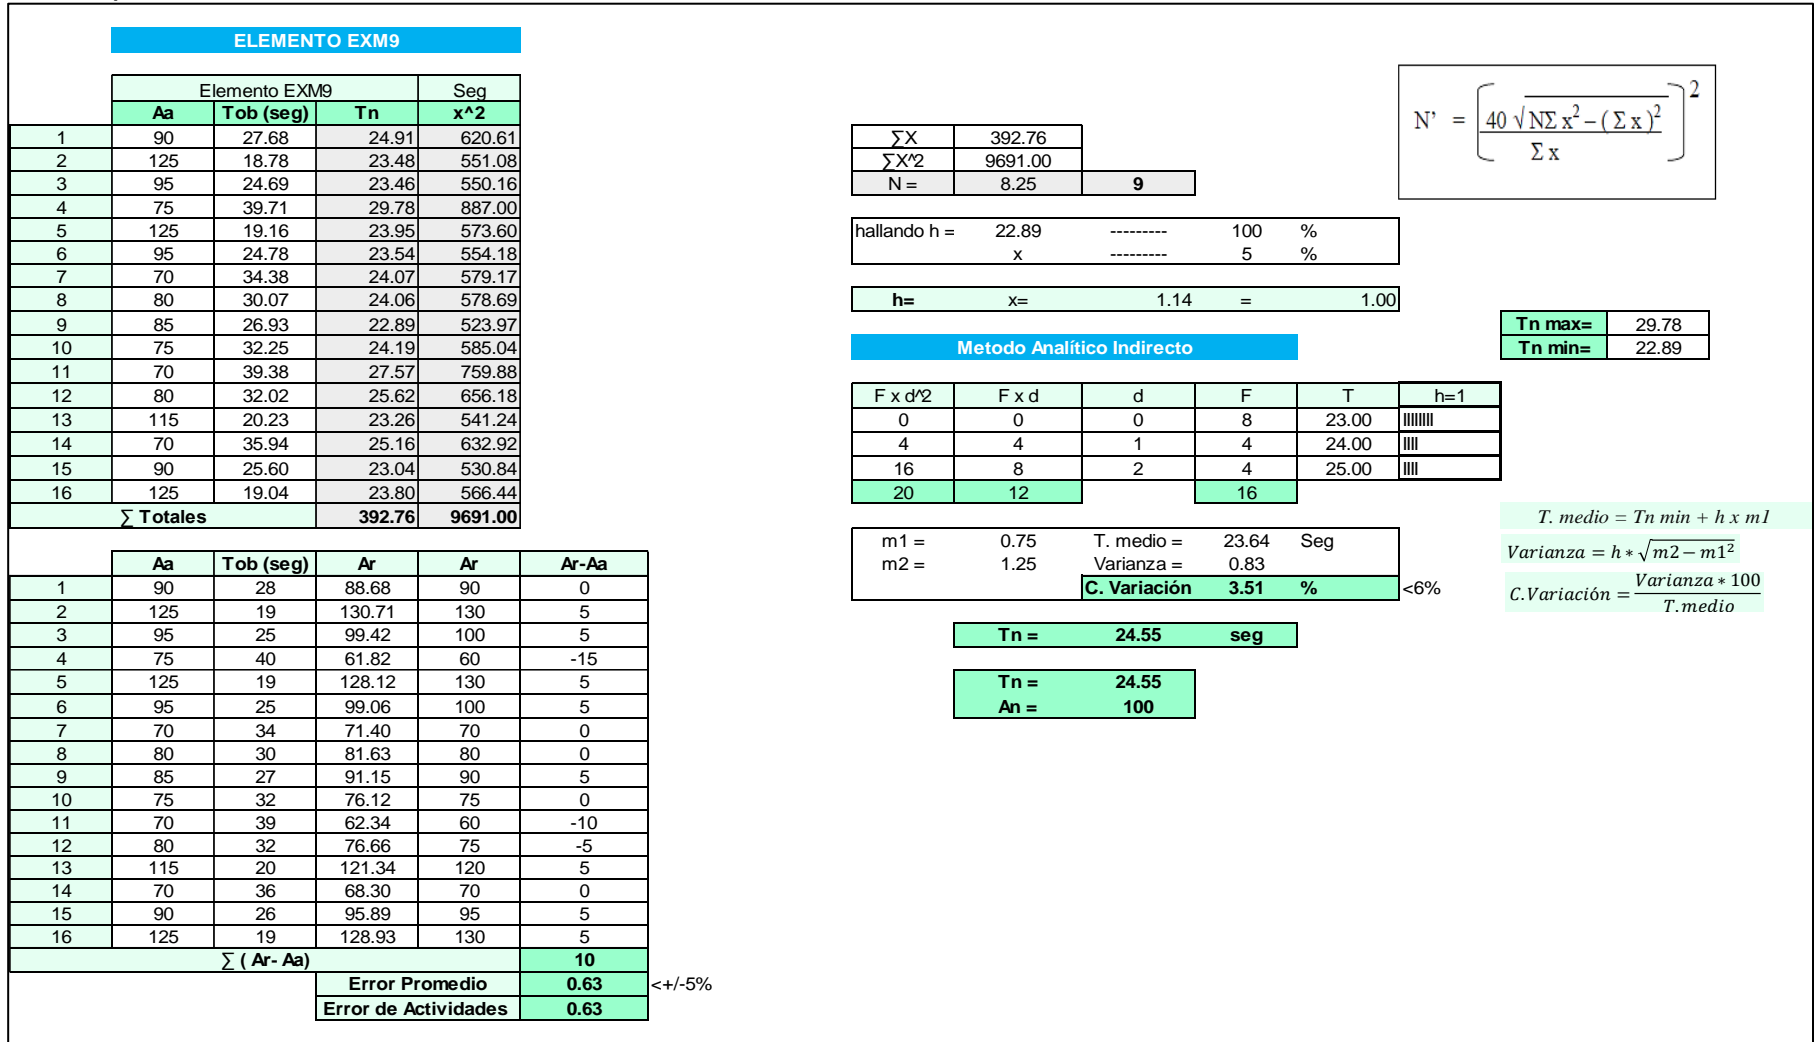 ELEMENTO EXM9
Elemento EXM9 Seg
Aa Tob (seg) Tn x^2
1 90 27.68 24.91 620.61
2 125 18.78 23.48 551.08
3 95 24.69 23.46 550.16
4 75 39.71 29.78 887.00
5 125 19.16 23.95 573.60
6 95 24.78 23.54 554.18
7 70 34.38 24.07 579.17
8 80 30.07 24.06 578.69
9 85 26.93 22.89 523.97
10 75 32.25 24.19 585.04
11 70 39.38 27.57 759.88
12 80 32.02 25.62 656.18
13 115 20.23 23.26 541.24
14 70 35.94 25.16 632.92
15 90 25.60 23.04 530.84
16 125 19.04 23.80 566.44
∑ Totales 392.76 9691.00
Aa Tob (seg) Ar Ar Ar-Aa
1 90 28 88.68 90 0
2 125 19 130.71 130 5
3 95 25 99.42 100 5
4 75 40 61.82 60 -15
5 125 19 128.12 130 5
6 95 25 99.06 100 5
7 70 34 71.40 70 0
8 80 30 81.63 80 0
9 85 27 91.15 90 5
10 75 32 76.12 75 0
11 70 39 62.34 60 -10
12 80 32 76.66 75 -5
13 115 20 121.34 120 5
14 70 36 68.30 70 0
15 90 26 95.89 95 5
16 125 19 128.93 130 5
∑ ( Ar- Aa) 10
Error Promedio 0.63 <+/-5%
Error de Actividades 0.63
∑X 392.76
∑X^2 9691.00
N = 8.25 9
N' = ( 40 √ NΣ x² – ( Σ x )² / Σ x )²
hallando h = 22.89 --------- 100 %
x --------- 5 %
h= x= 1.14 = 1.00
Tn max= 29.78
Tn min= 22.89
Metodo Analítico Indirecto
F x d^2 F x d d F T h=1
0 0 0 8 23.00 IIIIIIII
4 4 1 4 24.00 IIII
16 8 2 4 25.00 IIII
20 12 16
m1 = 0.75 T. medio = 23.64 Seg
m2 = 1.25 Varianza = 0.83
C. Variación 3.51 % <6%
T. medio = Tn min + h x m1
Varianza = h * √m2 − m1²
C.Variación = Varianza * 100 / T.medio
Tn = 24.55 seg
Tn = 24.55
An = 100